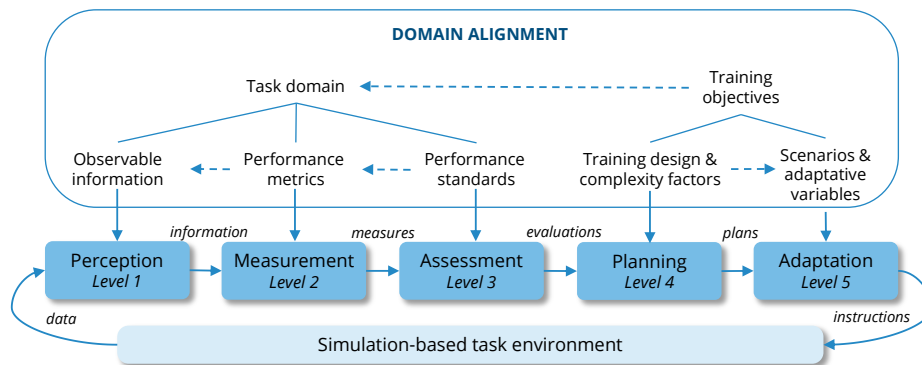 DOMAIN ALIGNMENT
Task domain
Training
objectives
Observable
information
Performance
metrics
Performance
standards
Training design &
complexity factors
Scenarios &
adaptative
variables
information
measures
evaluations
plans
Perception
Level 1
Measurement
Level 2
Assessment
Level 3
Planning
Level 4
Adaptation
Level 5
data
instructions
Simulation-based task environment